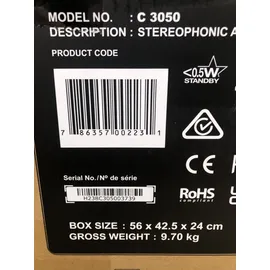 MODEL NO. : C 3050
DESCRIPTION : STEREOPHONIC A
PRODUCT CODE
<0.5W
STANDBY
7 86357 00223 1
CE
Serial No./Nº de série
H23BC305003739
RoHS
compliant
BOX SIZE : 56 x 42.5 x 24 cm
GROSS WEIGHT : 9.70 kg